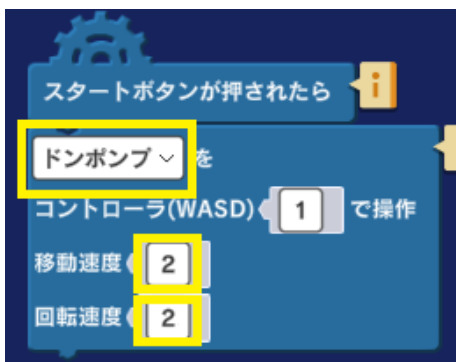 スタートボタンが押されたら i
ドンポンプ を
コントローラ(WASD) 1 で操作
移動速度 2
回転速度 2